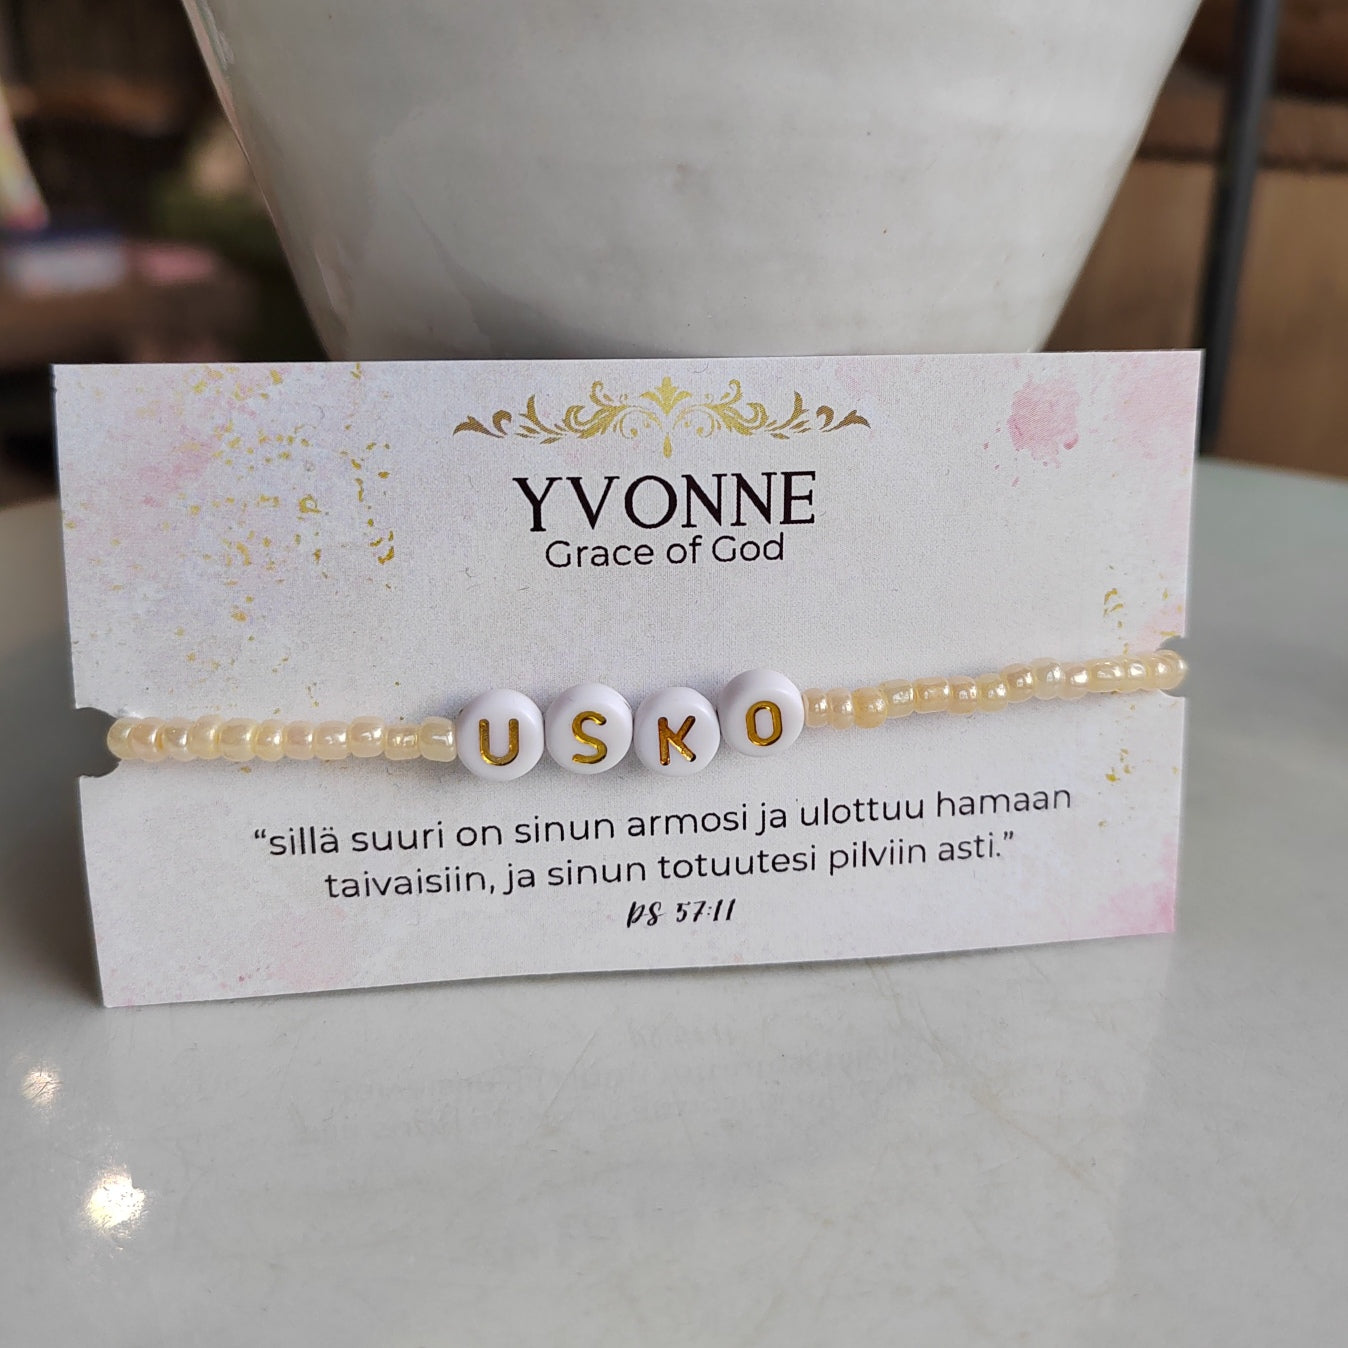 YVONNE
Grace of God
USKO
“sillä suuri on sinun armosi ja ulottuu hamaan
taivaisiin, ja sinun totuutesi pilviin asti.”
ps 57:11